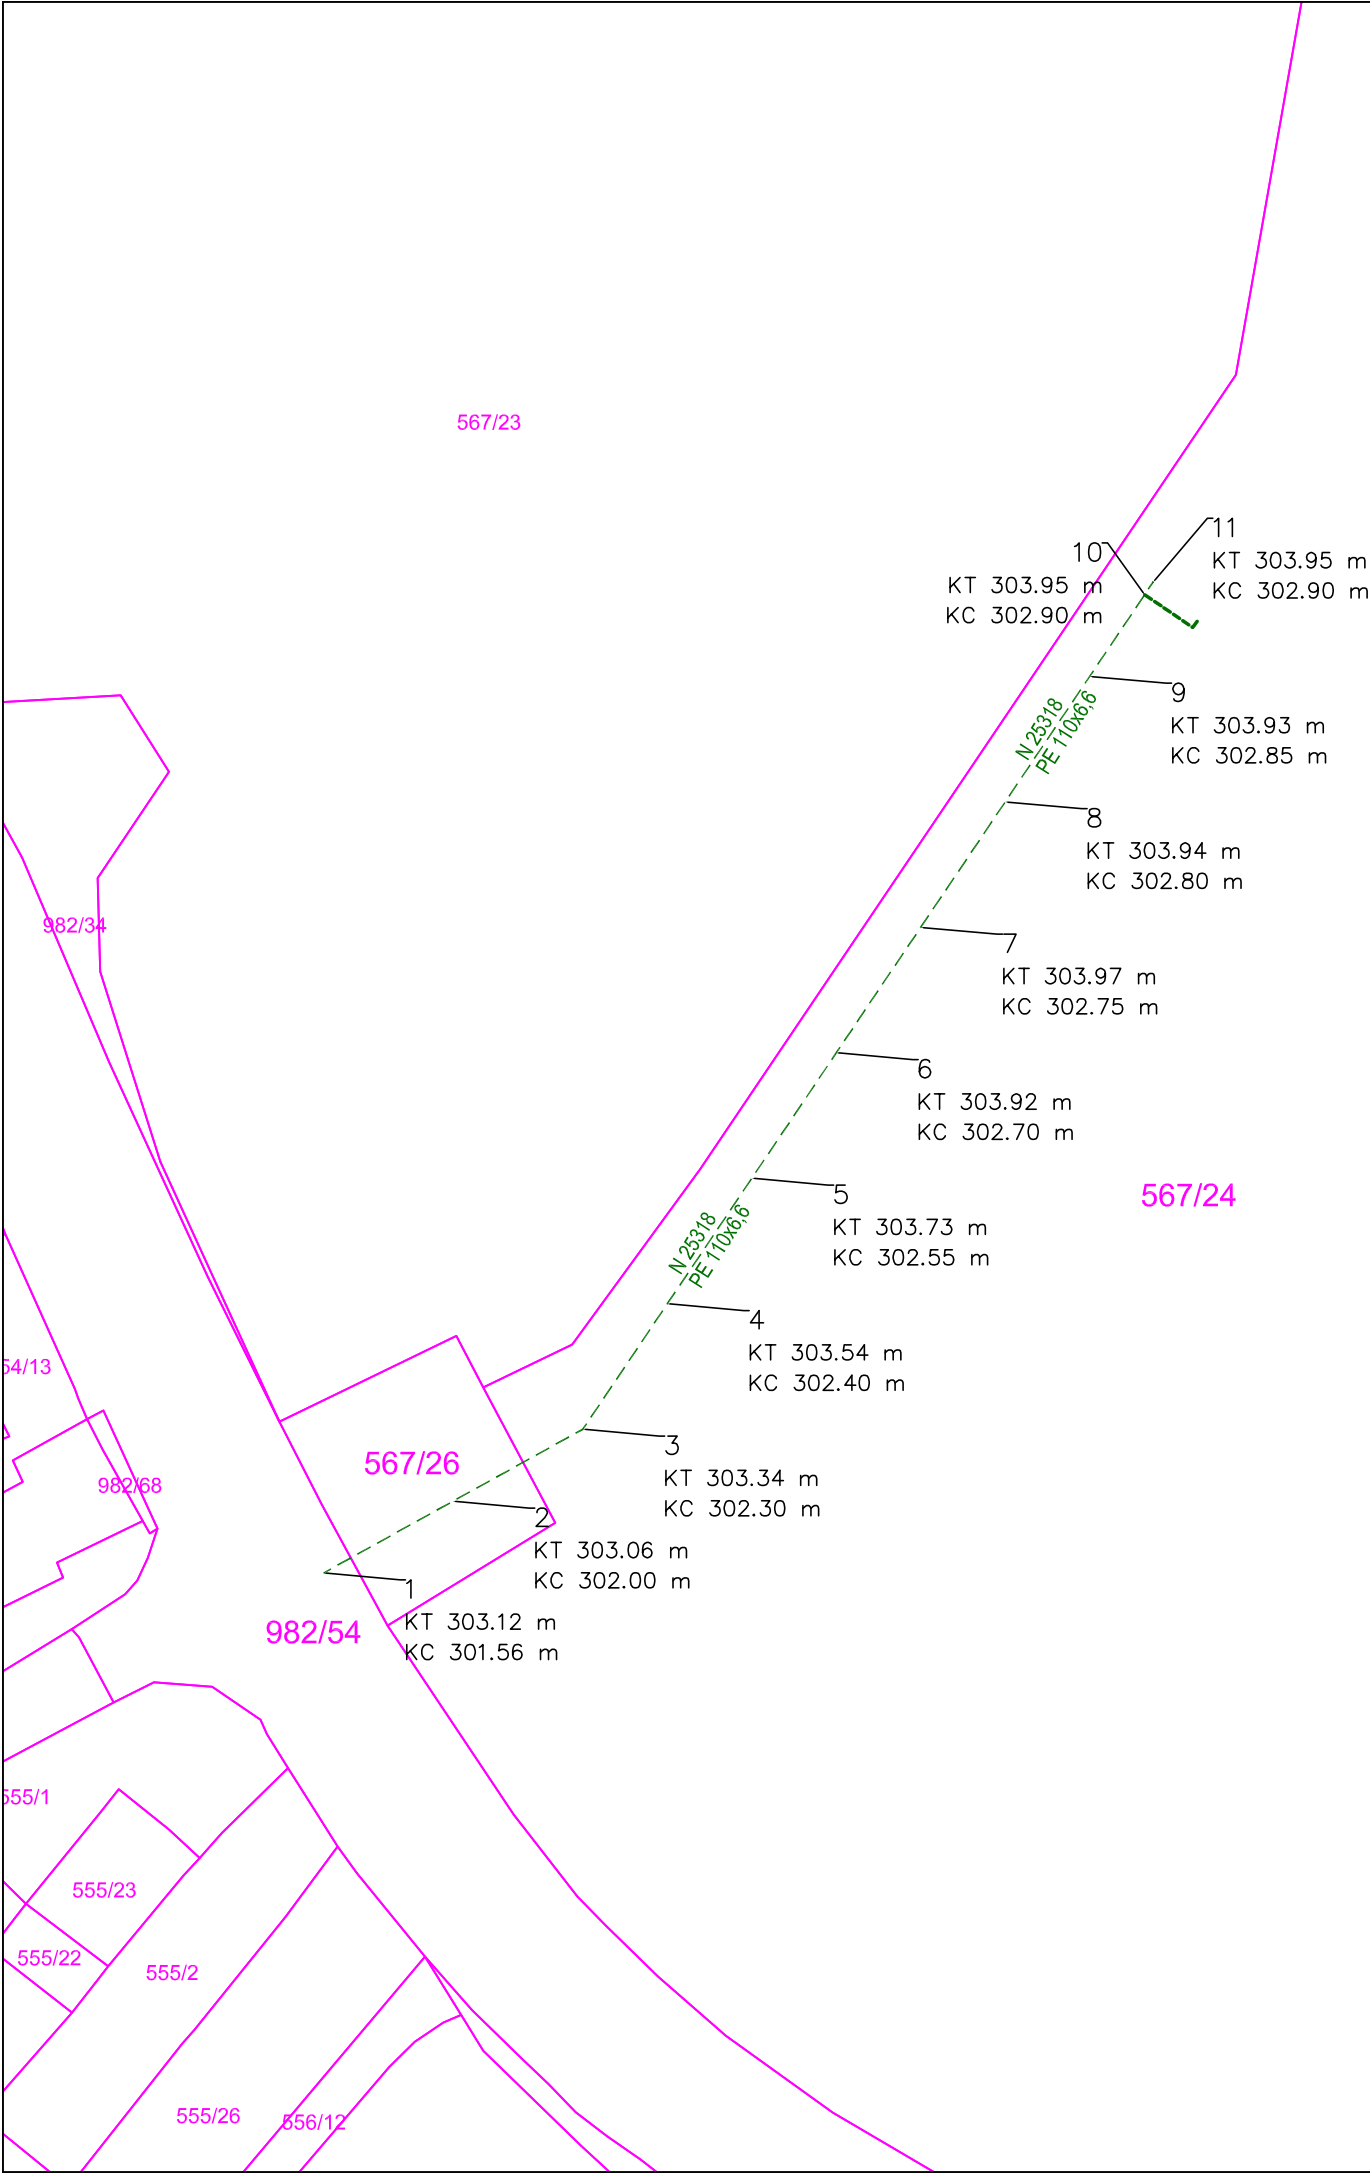 567/23
11
KT 303.95 m
KC 302.90 m
10
KT 303.95 m
KC 302.90 m
9
KT 303.93 m
KC 302.85 m
N 25318
PE 110x6,6
8
KT 303.94 m
KC 302.80 m
982/34
7
KT 303.97 m
KC 302.75 m
6
KT 303.92 m
KC 302.70 m
567/24
5
KT 303.73 m
KC 302.55 m
N 25318
PE 110x6,6
4
KT 303.54 m
KC 302.40 m
54/13
3
KT 303.34 m
KC 302.30 m
567/26
982/68
2
KT 303.06 m
KC 302.00 m
1
KT 303.12 m
KC 301.56 m
982/54
555/1
555/23
555/22
555/2
555/26
556/12